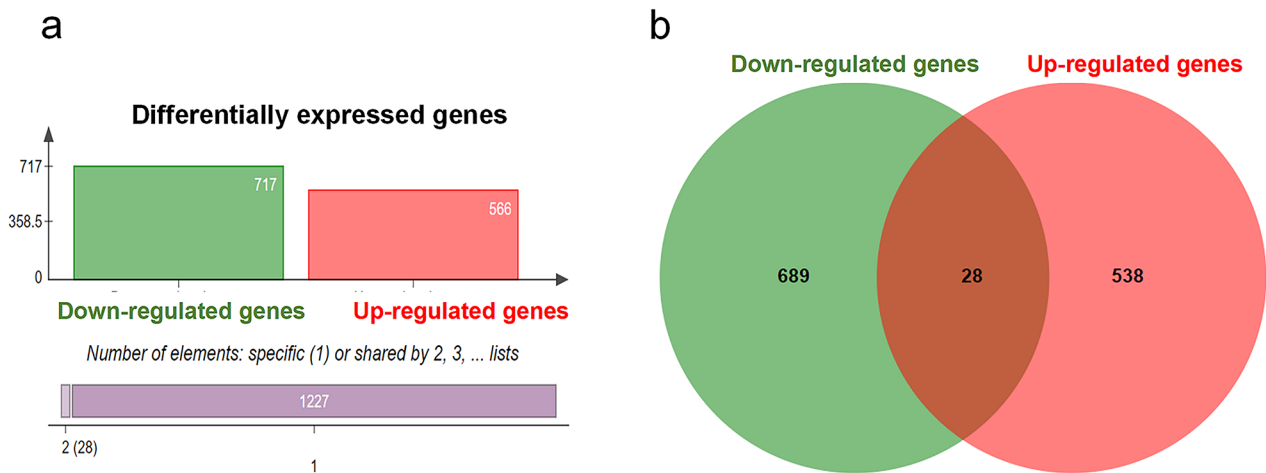 a
Differentially expressed genes
717
358.5
0
717
566
Down-regulated genes
Up-regulated genes
Number of elements: specific (1) or shared by 2, 3, ... lists
1227
2 (28)
1
b
Down-regulated genes
Up-regulated genes
689
28
538